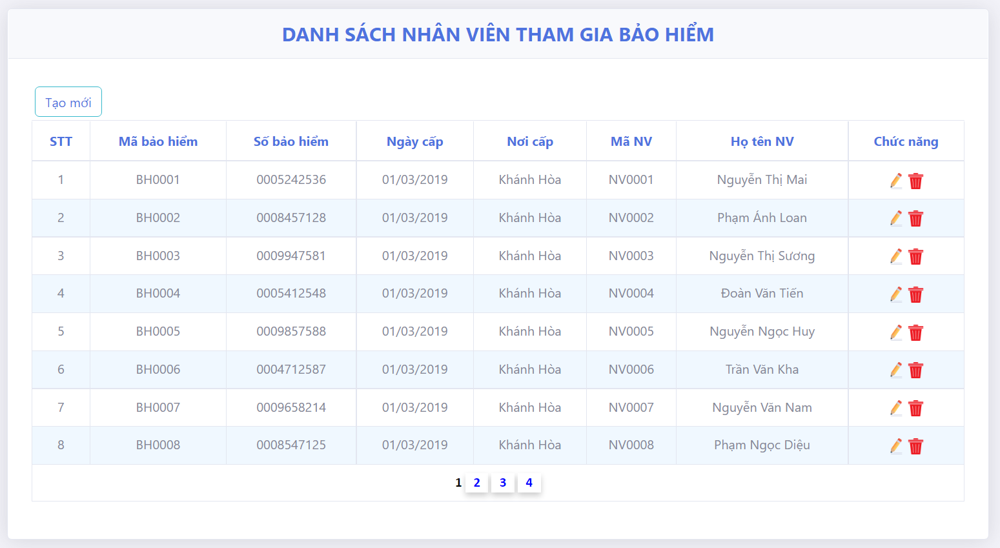 DANH SÁCH NHÂN VIÊN THAM GIA BẢO HIỂM
Tạo mới
STT Mã bảo hiểm Số bảo hiểm Ngày cấp Nơi cấp Mã NV Họ tên NV Chức năng
1 BH0001 0005242536 01/03/2019 Khánh Hòa NV0001 Nguyễn Thị Mai
2 BH0002 0008457128 01/03/2019 Khánh Hòa NV0002 Phạm Ánh Loan
3 BH0003 0009947581 01/03/2019 Khánh Hòa NV0003 Nguyễn Thị Sương
4 BH0004 0005412548 01/03/2019 Khánh Hòa NV0004 Đoàn Văn Tiến
5 BH0005 0009857588 01/03/2019 Khánh Hòa NV0005 Nguyễn Ngọc Huy
6 BH0006 0004712587 01/03/2019 Khánh Hòa NV0006 Trần Văn Kha
7 BH0007 0009658214 01/03/2019 Khánh Hòa NV0007 Nguyễn Văn Nam
8 BH0008 0008547125 01/03/2019 Khánh Hòa NV0008 Phạm Ngọc Diệu
1 2 3 4